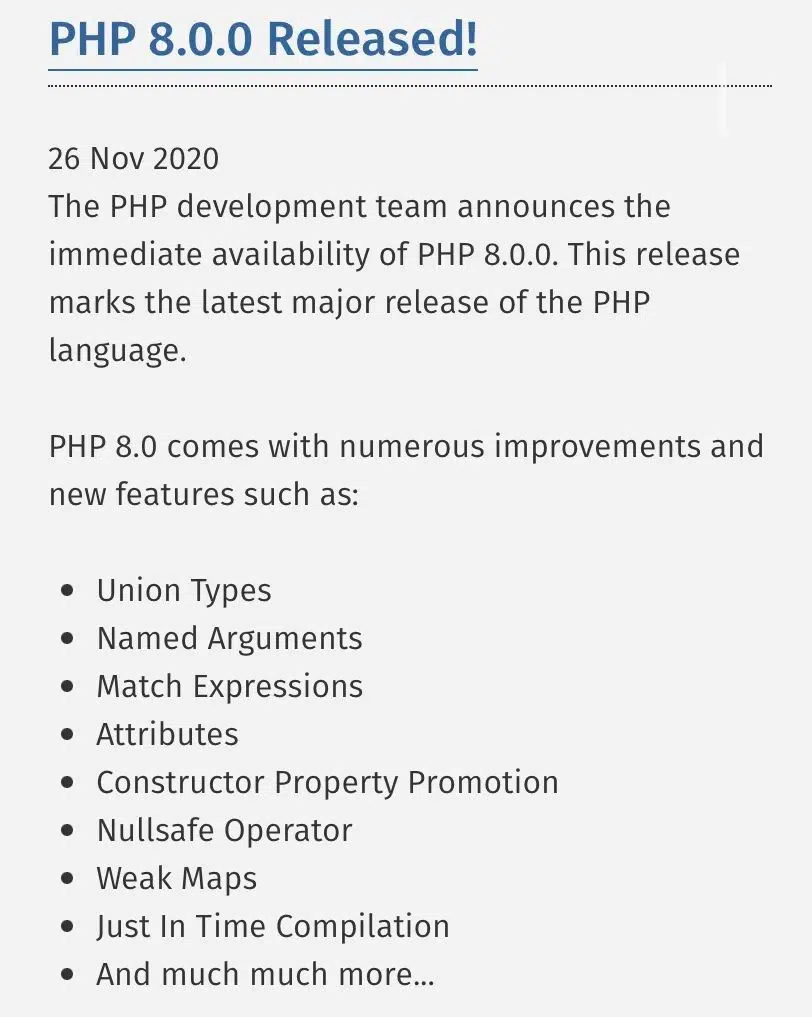 PHP 8.0.0 Released!
26 Nov 2020
The PHP development team announces the
immediate availability of PHP 8.0.0. This release
marks the latest major release of the PHP
language.
PHP 8.0 comes with numerous improvements and
new features such as:
• Union Types
• Named Arguments
• Match Expressions
• Attributes
• Constructor Property Promotion
• Nullsafe Operator
• Weak Maps
• Just In Time Compilation
• And much much more...